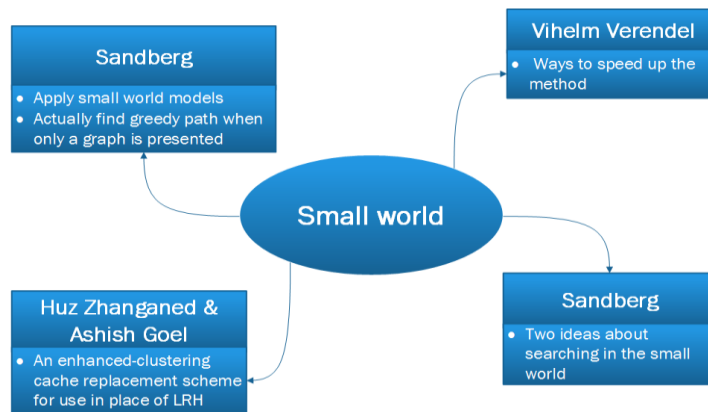 Sandberg
• Apply small world models
• Actually find greedy path when
only a graph is presented
Vihelm Verendel
• Ways to speed up the
method
Small world
Huz Zhanganed &
Ashish Goel
• An enhanced-clustering
cache replacement scheme
for use in place of LRH
Sandberg
• Two ideas about
searching in the small
world